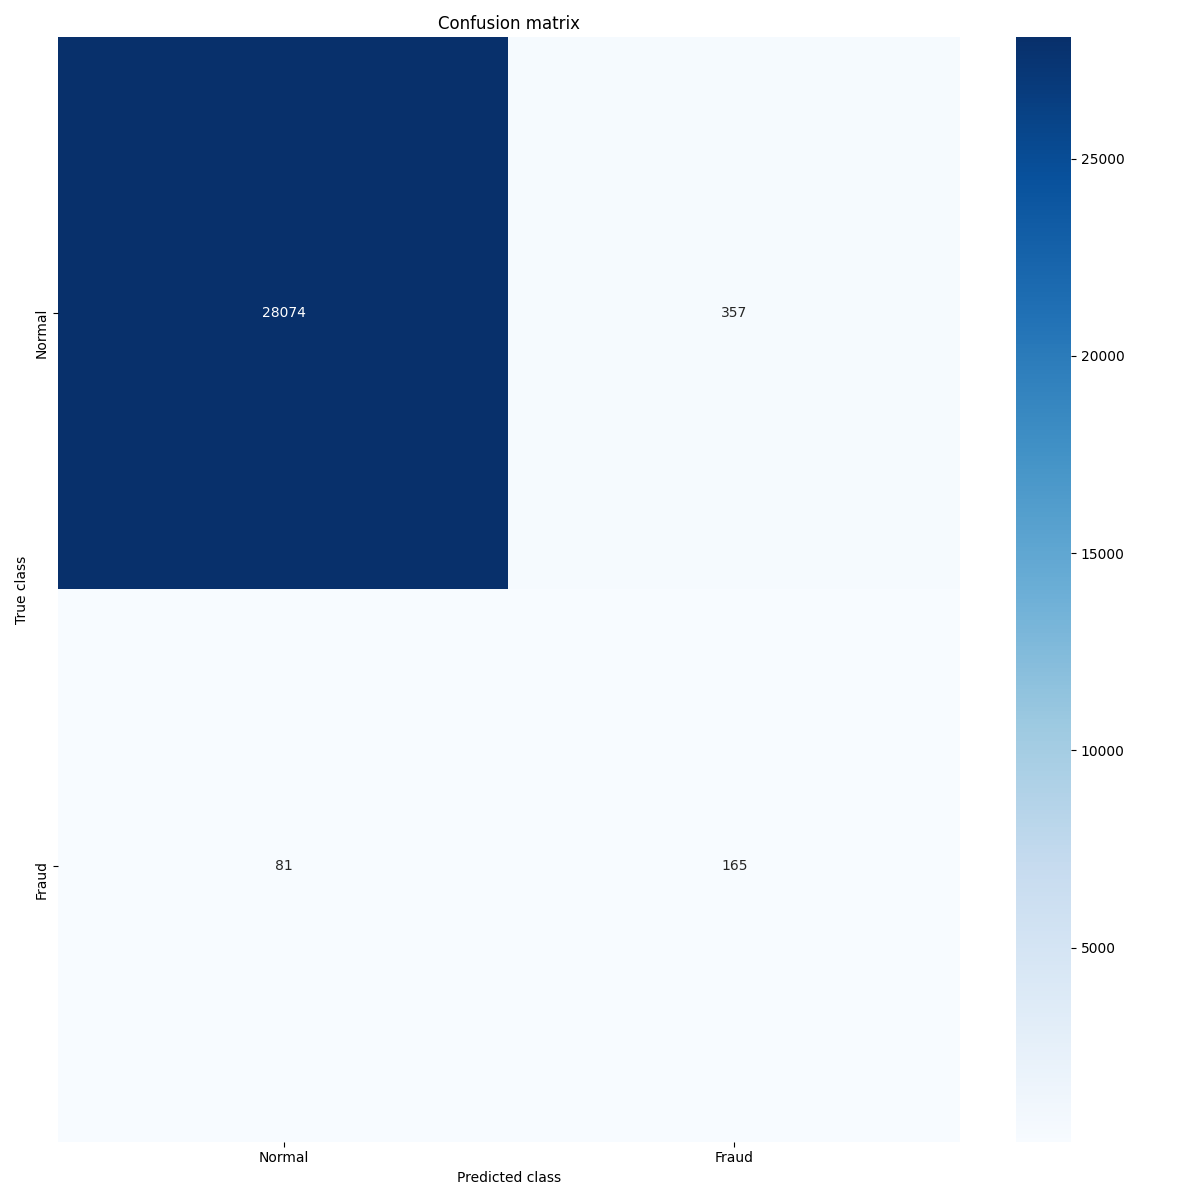 Confusion matrix
28074
357
81
165
Normal
Fraud
True class
Normal
Fraud
Predicted class
25000
20000
15000
10000
5000